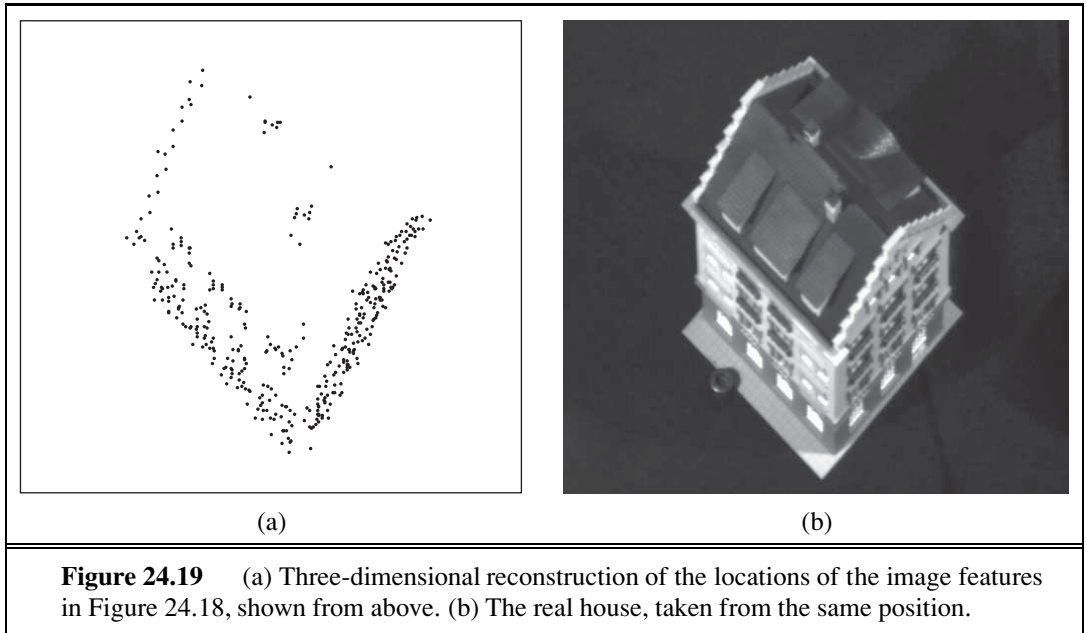 (a)
(b)
Figure 24.19 (a) Three-dimensional reconstruction of the locations of the image features
in Figure 24.18, shown from above. (b) The real house, taken from the same position.